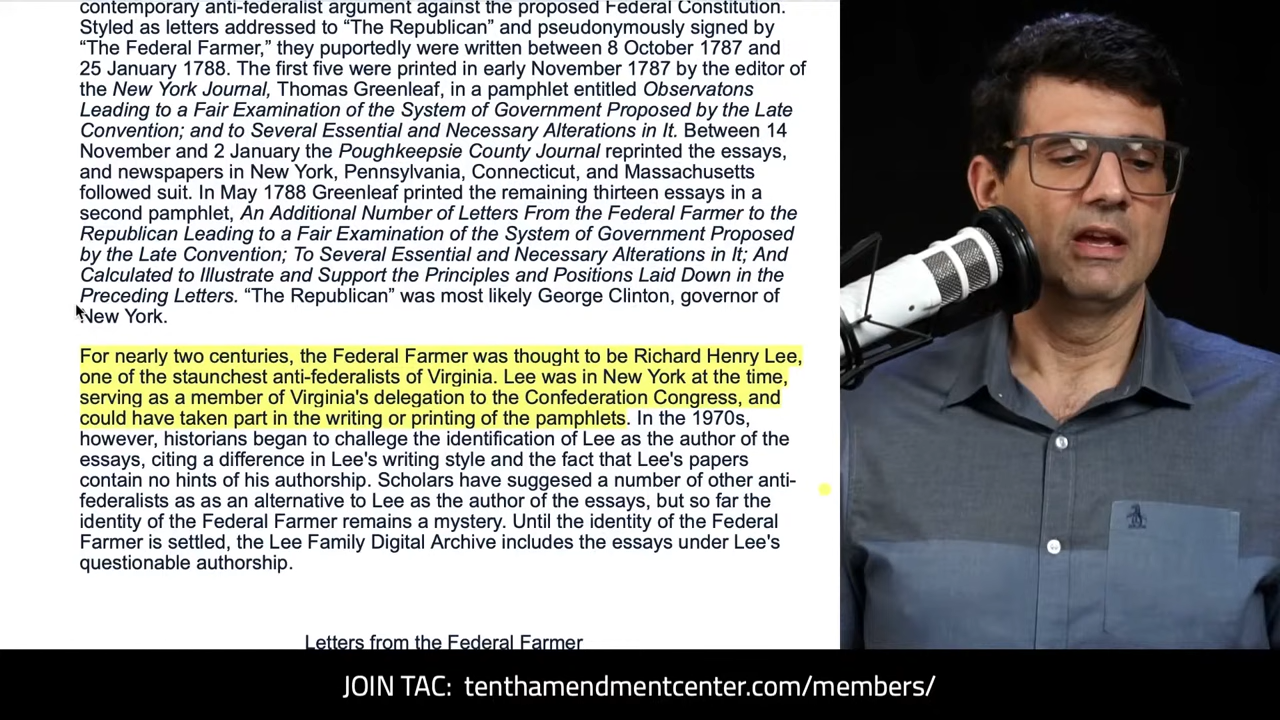 contemporary anti-federalist argument against the proposed Federal Constitution.
Styled as letters addressed to “The Republican” and pseudonymously signed by
“The Federal Farmer,” they puportedly were written between 8 October 1787 and
25 January 1788. The first five were printed in early November 1787 by the editor of
the New York Journal, Thomas Greenleaf, in a pamphlet entitled Observatons
Leading to a Fair Examination of the System of Government Proposed by the Late
Convention; and to Several Essential and Necessary Alterations in It. Between 14
November and 2 January the Poughkeepsie County Journal reprinted the essays,
and newspapers in New York, Pennsylvania, Connecticut, and Massachusetts
followed suit. In May 1788 Greenleaf printed the remaining thirteen essays in a
second pamphlet, An Additional Number of Letters From the Federal Farmer to the
Republican Leading to a Fair Examination of the System of Government Proposed
by the Late Convention; To Several Essential and Necessary Alterations in It; And
Calculated to Illustrate and Support the Principles and Positions Laid Down in the
Preceding Letters. “The Republican” was most likely George Clinton, governor of
New York.
For nearly two centuries, the Federal Farmer was thought to be Richard Henry Lee,
one of the staunchest anti-federalists of Virginia. Lee was in New York at the time,
serving as a member of Virginia's delegation to the Confederation Congress, and
could have taken part in the writing or printing of the pamphlets. In the 1970s,
however, historians began to challege the identification of Lee as the author of the
essays, citing a difference in Lee's writing style and the fact that Lee's papers
contain no hints of his authorship. Scholars have suggesed a number of other anti-
federalists as as an alternative to Lee as the author of the essays, but so far the
identity of the Federal Farmer remains a mystery. Until the identity of the Federal
Farmer is settled, the Lee Family Digital Archive includes the essays under Lee's
questionable authorship.
Letters from the Federal Farmer
JOIN TAC: tenthamendmentcenter.com/members/